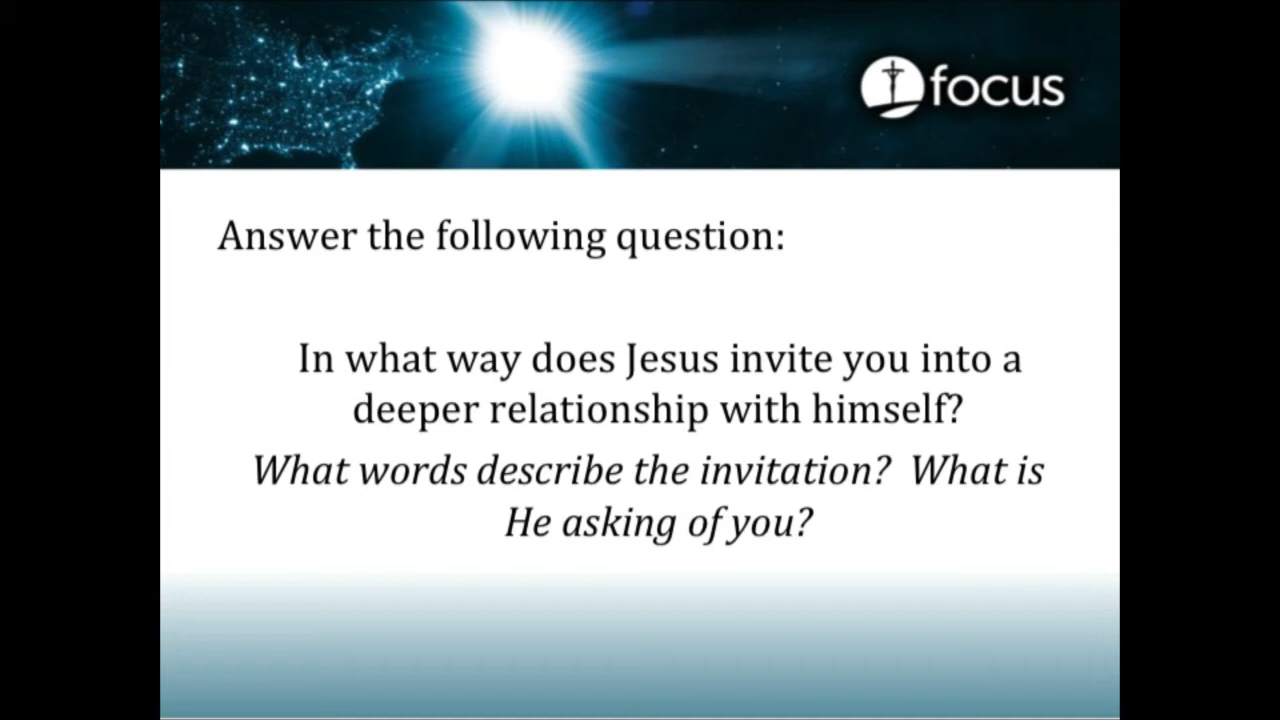 focus
Answer the following question:
In what way does Jesus invite you into a
deeper relationship with himself?
What words describe the invitation?  What is
He asking of you?